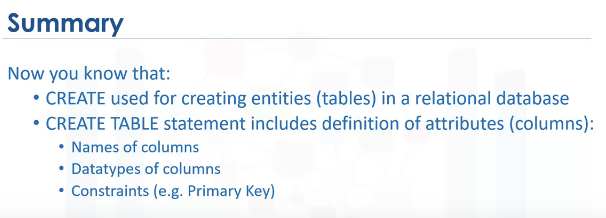 Summary
Now you know that:
• CREATE used for creating entities (tables) in a relational database
• CREATE TABLE statement includes definition of attributes (columns):
• Names of columns
• Datatypes of columns
• Constraints (e.g. Primary Key)